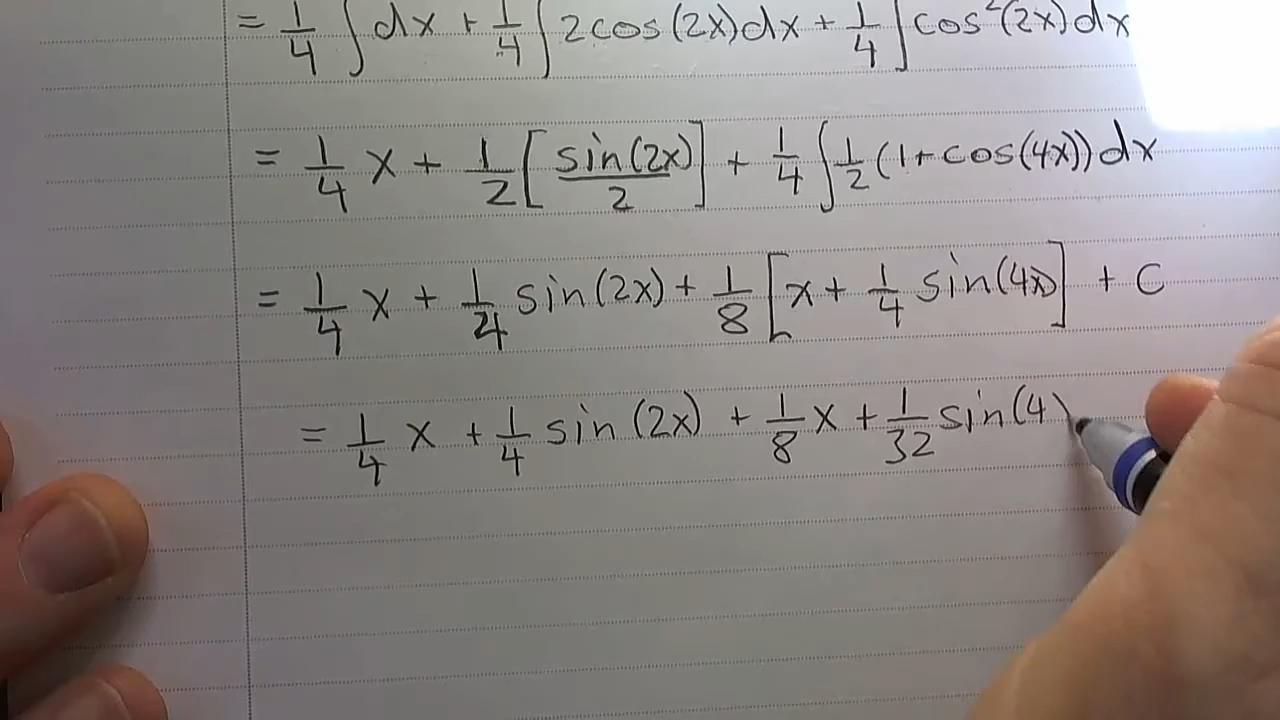 = 1/4 ∫ dx + 1/4 ∫ 2cos(2x)dx + 1/4 ∫ cos²(2x)dx
= 1/4 x + 1/2 [sin(2x)/2] + 1/4 ∫ 1/2 (1+cos(4x))dx
= 1/4 x + 1/4 sin(2x) + 1/8 [x + 1/4 sin(4x)] + C
= 1/4 x + 1/4 sin(2x) + 1/8 x + 1/32 sin(4